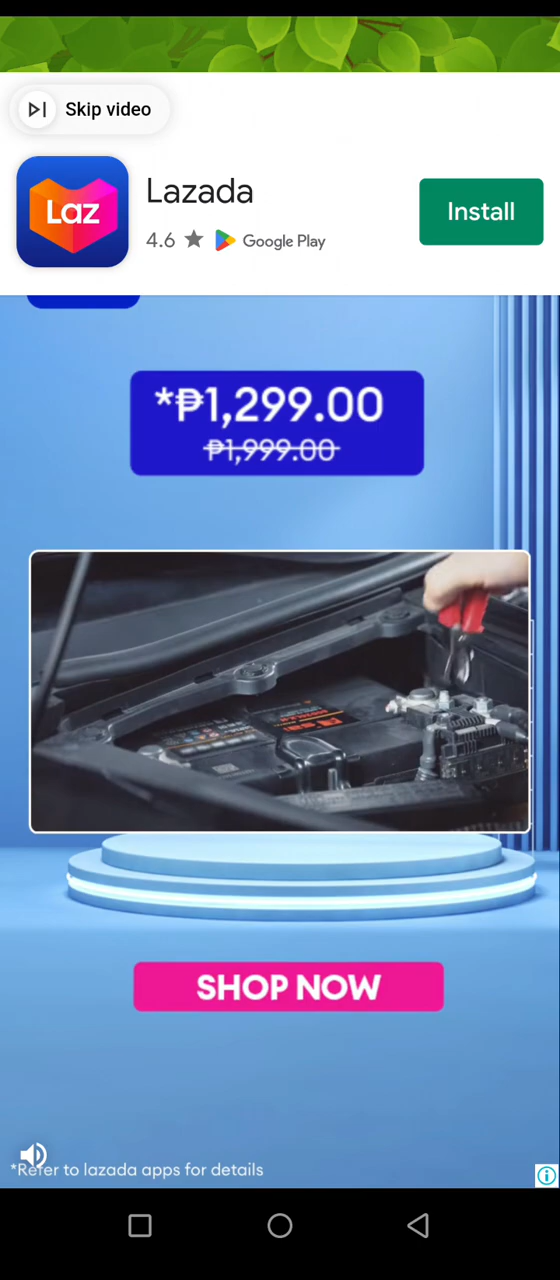 Skip video
Laz
Lazada
4.6 ★ Google Play
Install
*₱1,299.00
₱1,999.00
SHOP NOW
*Refer to lazada apps for details